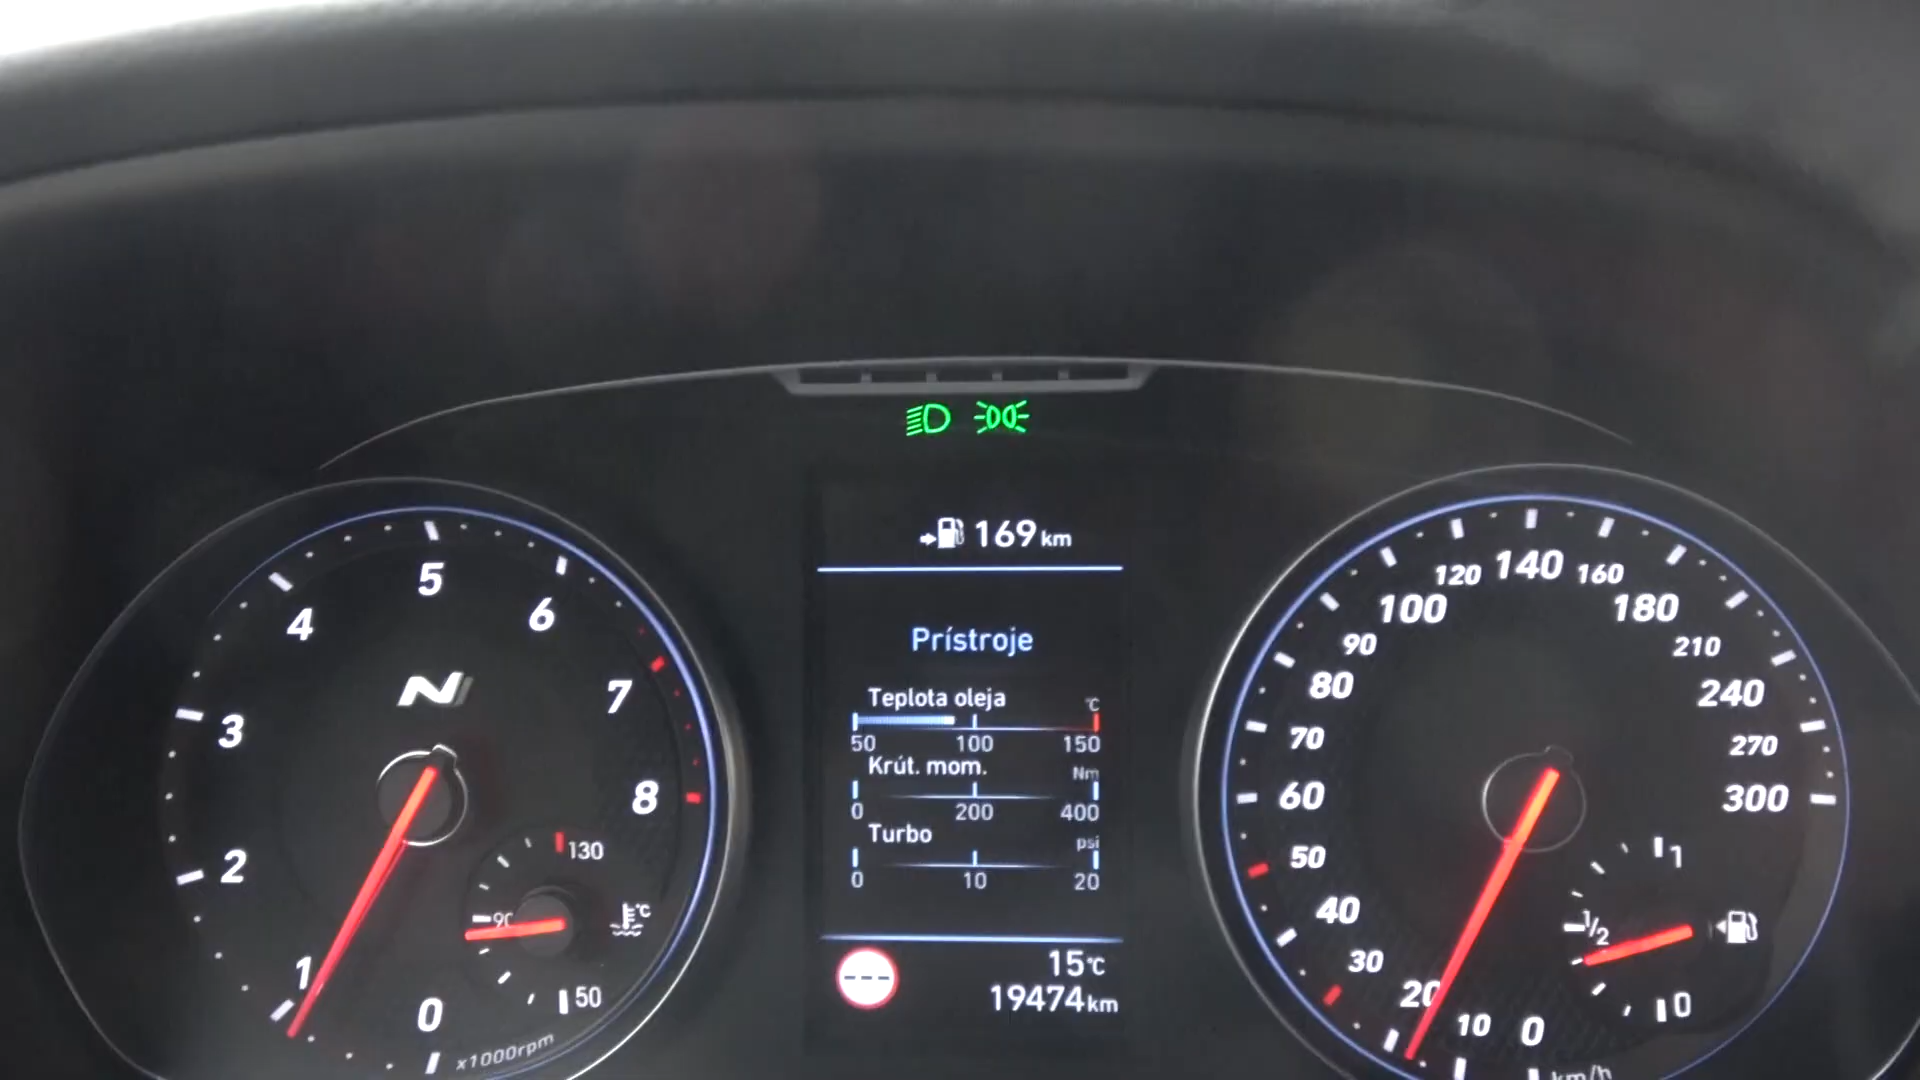 169 km
Prístroje
Teplota oleja
°C
50 100 150
Krút. mom.
Nm
0 200 400
Turbo
psi
0 10 20
---
15°C
19474 km
0
1
2
3
4
5
6
7
8
N
x1000rpm
130
90
50
°C
0
10
20
30
40
50
60
70
80
90
100
120
140
160
180
210
240
270
300
km/h
1
1/2
0